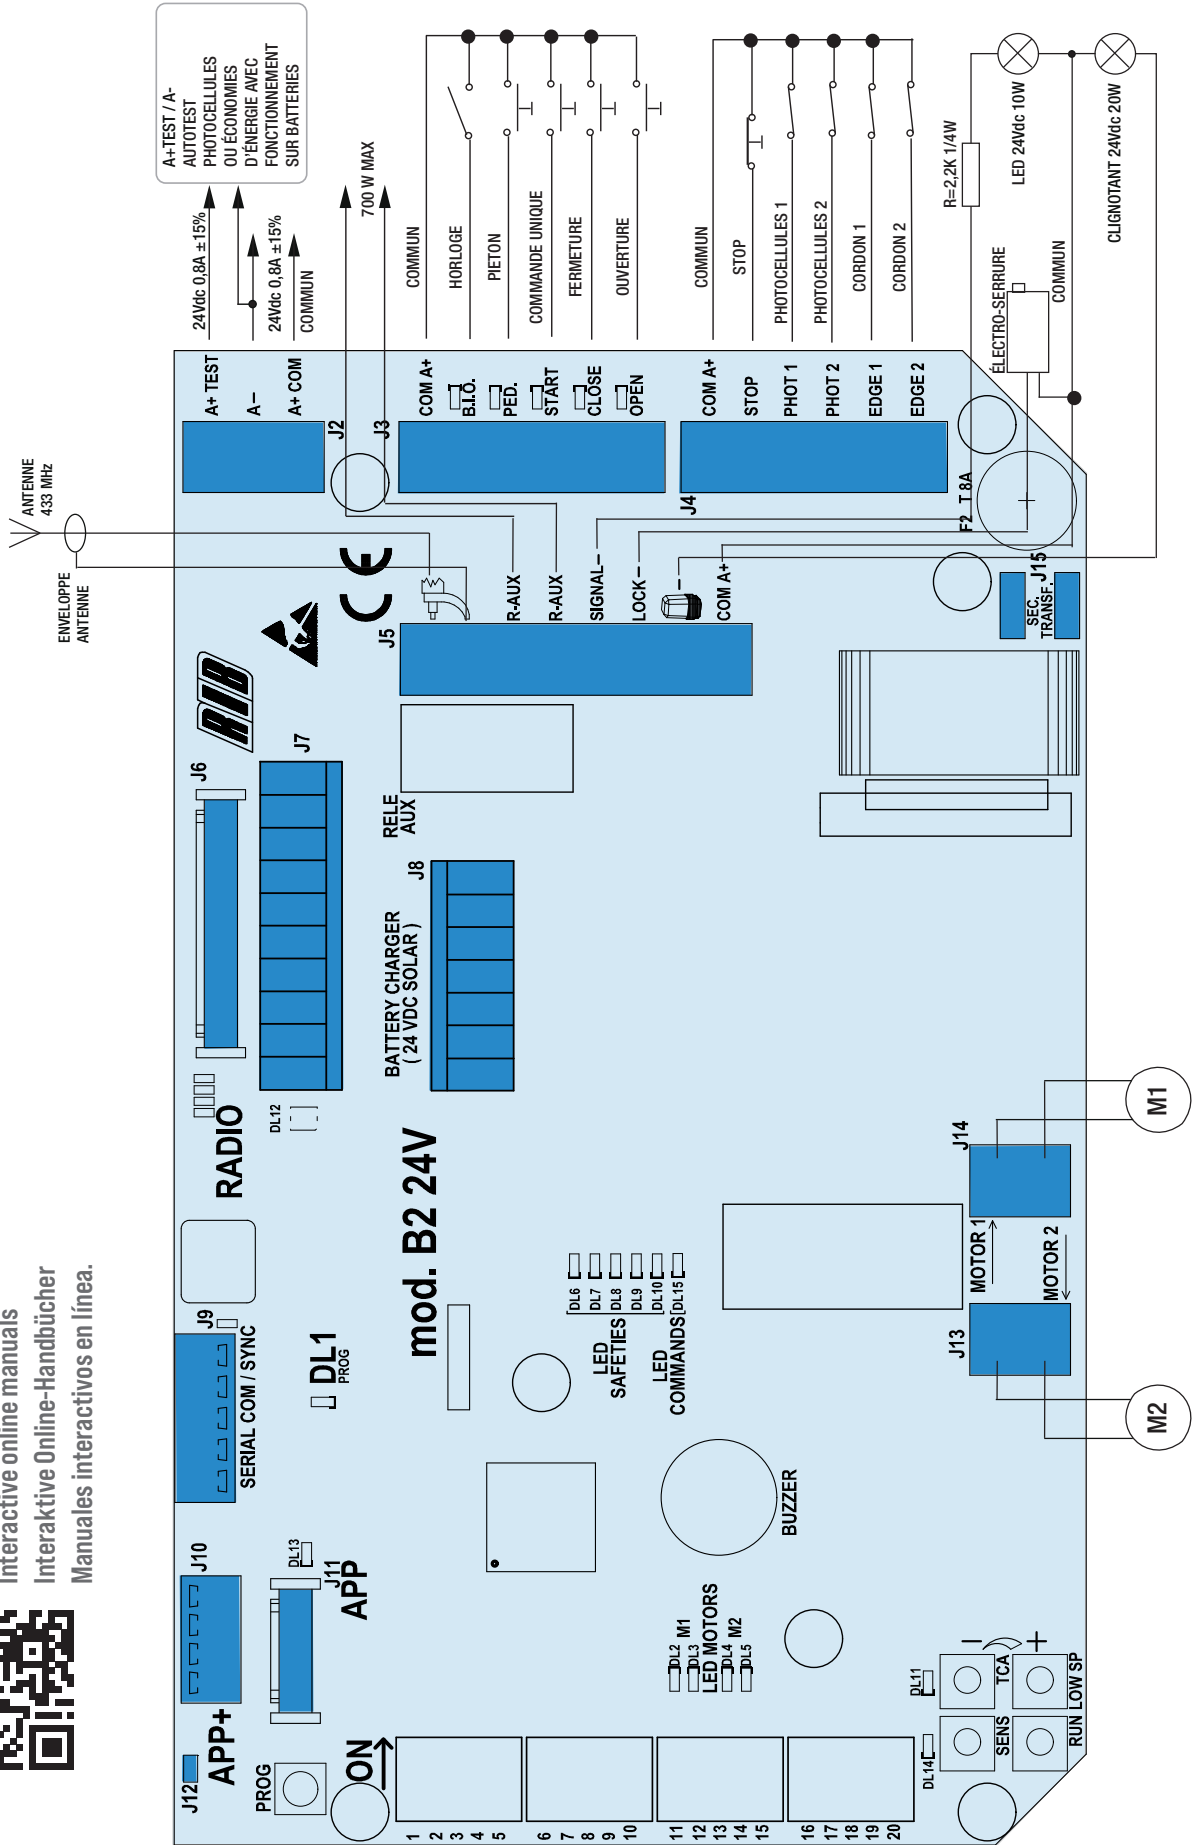 Interactive online manuals
Interaktive Online-Handbücher
Manuales interactivos en línea.
ANTENNE
433 MHz
ENVELOPPE
ANTENNE
A+TEST / A-
AUTOTEST
PHOTOCELLULES
OU ÉCONOMIES
D'ÉNERGIE AVEC
FONCTIONNEMENT
SUR BATTERIES
24Vdc 0,8A ±15%
24Vdc 0,8A ±15%
COMMUN
700 W MAX
COMMUN
HORLOGE
PIETON
COMMANDE UNIQUE
FERMETURE
OUVERTURE
COMMUN
STOP
PHOTOCELLULES 1
PHOTOCELLULES 2
CORDON 1
CORDON 2
R=2,2K 1/4W
LED 24Vdc 10W
CLIGNOTANT 24Vdc 20W
ÉLECTRO-SERRURE
COMMUN
A+ TEST
A–
A+ COM
J2
J3
COM A+
B.I.O.
PED.
START
CLOSE
OPEN
J4
COM A+
STOP
PHOT 1
PHOT 2
EDGE 1
EDGE 2
F2 T 8A
J5
R-AUX
R-AUX
SIGNAL–
LOCK–
–
COM A+
J15
SEC.
TRANSF.
CE
RIB
J6
J7
RELE
AUX
J8
BATTERY CHARGER
( 24 VDC SOLAR )
RADIO
DL12
mod. B2 24V
J9
SERIAL COM / SYNC
DL1
PROG
DL6
DL7
DL8
DL9
DL10
DL15
LED
SAFETIES
LED
COMMANDS
J14
MOTOR 1
MOTOR 2
J13
M1
M2
BUZZER
J10
APP+
J12
DL13
J11
APP
PROG
ON
DL2
DL3
DL4
DL5
M1
LED MOTORS
M2
DL11
DL14
TCA
SENS
LOW SP
RUN
–
+
1
2
3
4
5
6
7
8
9
10
11
12
13
14
15
16
17
18
19
20